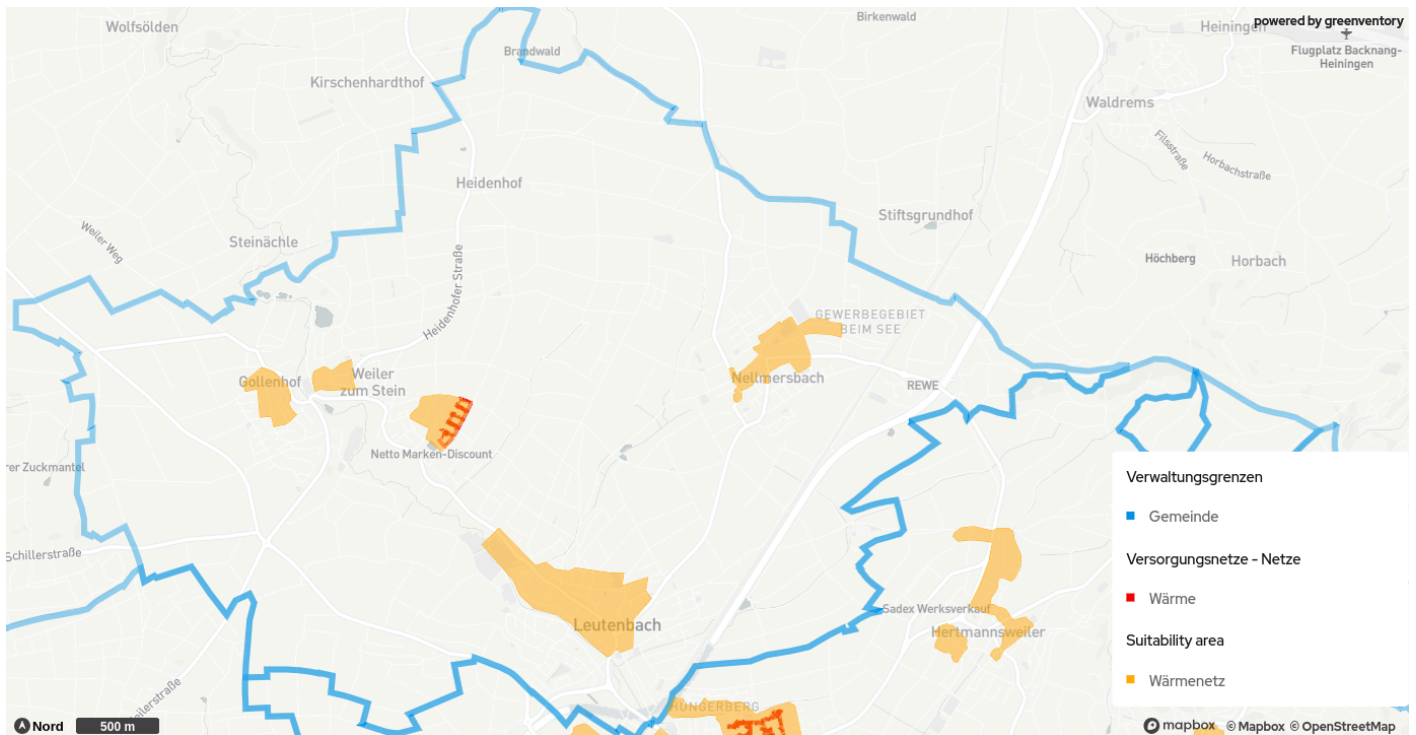 Wolfsölden
Birkenwald
Heiningen
powered by greenventory
Flugplatz Backnang-
Heiningen
Brandwald
Kirschenhardthof
Waldrems
Filsstraße
Horbachstraße
Heidenhof
Stiftsgrundhof
Weiler Weg
Steinächle
Höchberg
Horbach
Heidenhofer Straße
GEWERBEGEBIET
BEIM SEE
Gollenhof
Weiler
zum Stein
Nellmersbach
REWE
Netto Marken-Discount
rer Zuckmantel
Schillerstraße
Leutenbach
Sadex Werksverkauf
Hertmannsweiler
eilerstraße
HUNGERBERG
Verwaltungsgrenzen
Gemeinde
Versorgungsnetze - Netze
Wärme
Suitability area
Wärmenetz
Nord
500 m
mapbox © Mapbox © OpenStreetMap